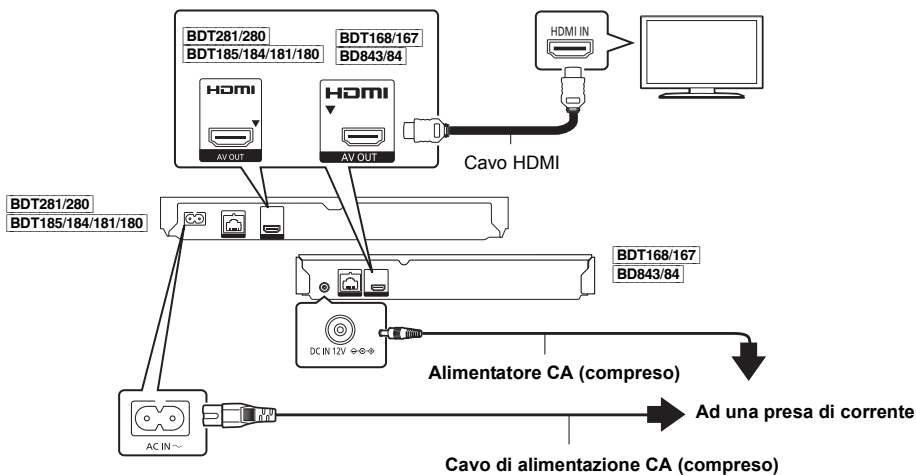 BDT281/280
BDT185/184/181/180
BDT168/167
BD843/84
HDMI
AV OUT
HDMI
AV OUT
HDMI IN
Cavo HDMI
BDT281/280
BDT185/184/181/180
BDT168/167
BD843/84
DC IN 12V
Alimentatore CA (compreso)
Ad una presa di corrente
AC IN ~
Cavo di alimentazione CA (compreso)